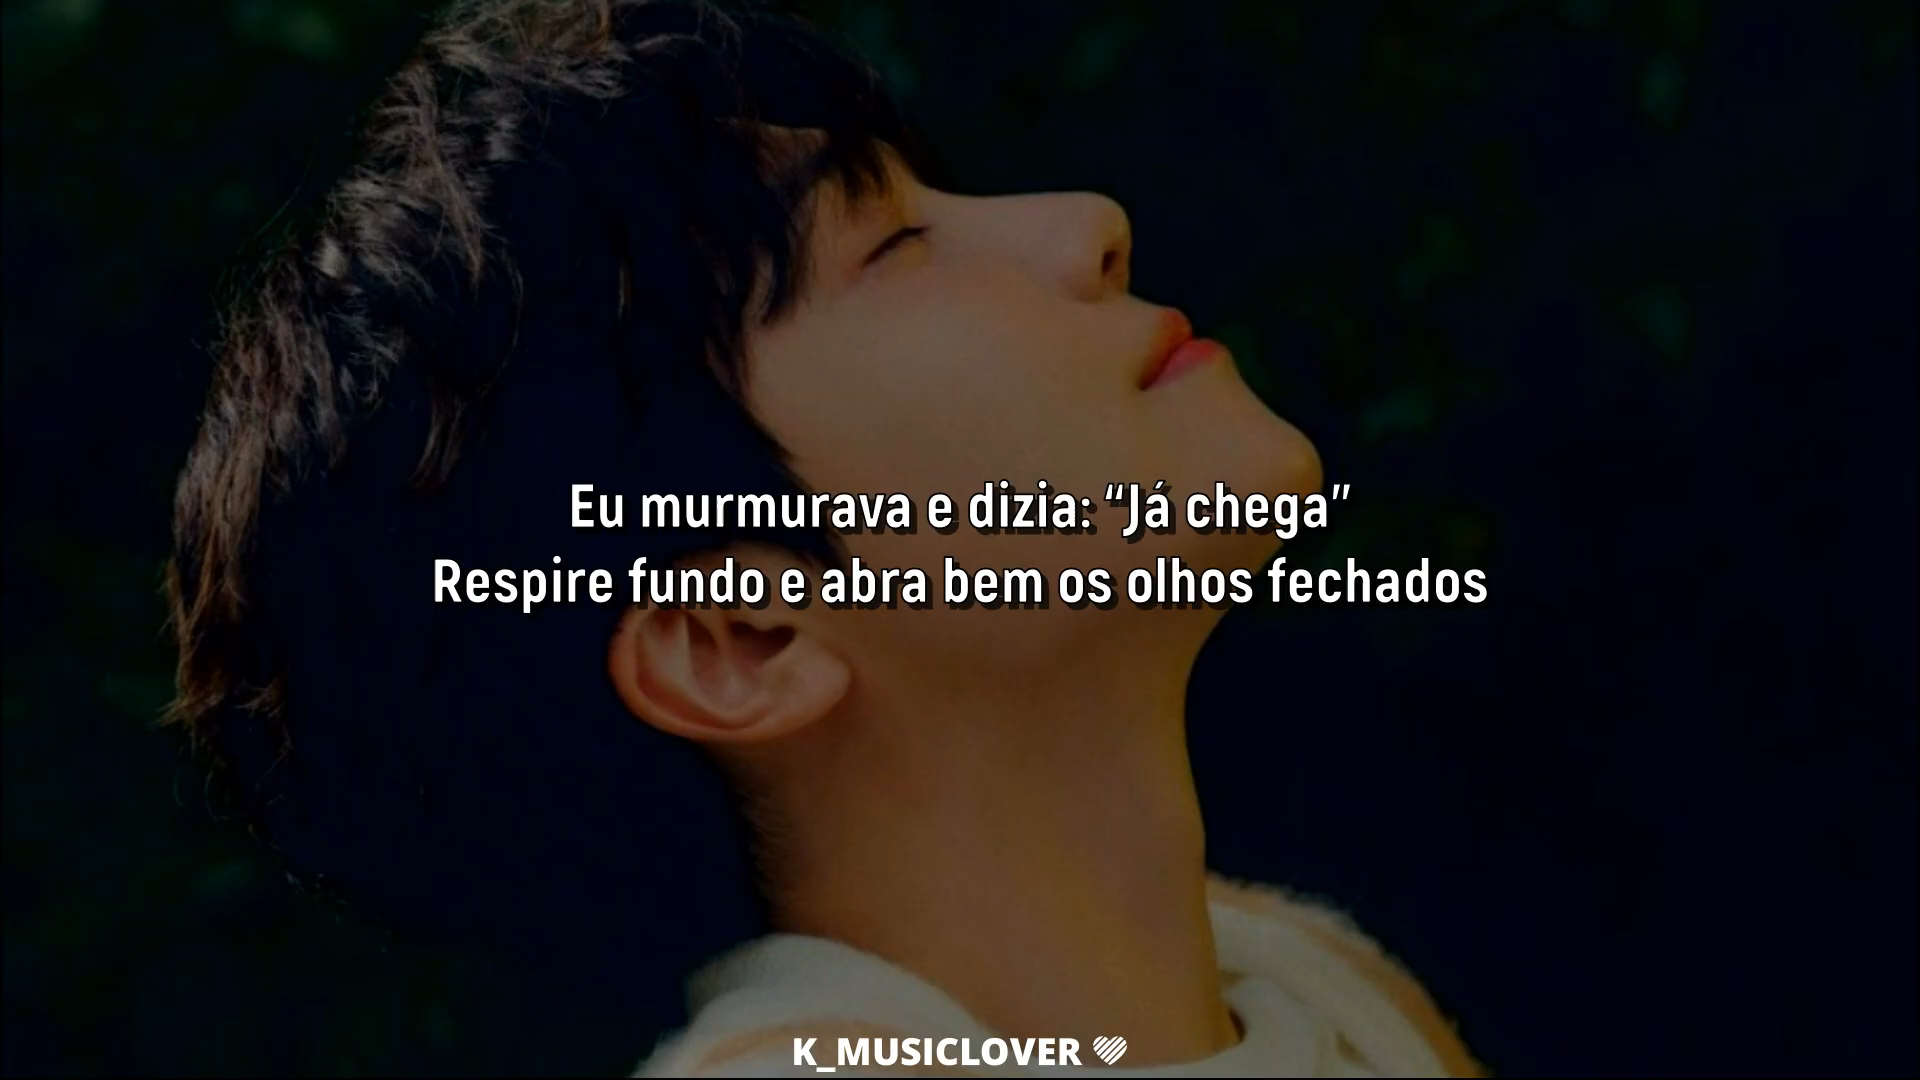 Eu murmurava e dizia: “Já chega”
Respire fundo e abra bem os olhos fechados
K_MUSICLOVER